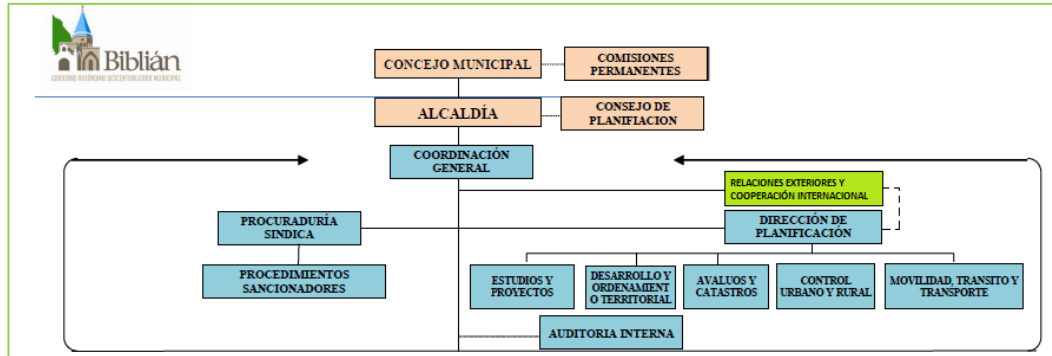 Biblián
GOBIERNO AUTÓNOMO DESCENTRALIZADO MUNICIPAL
CONCEJO MUNICIPAL
COMISIONES
PERMANENTES
ALCALDÍA
CONSEJO DE
PLANIFIACION
COORDINACIÓN
GENERAL
RELACIONES EXTERIORES Y
COOPERACIÓN INTERNACIONAL
PROCURADURÍA
SINDICA
DIRECCIÓN DE
PLANIFICACIÓN
PROCEDIMIENTOS
SANCIONADORES
ESTUDIOS Y
PROYECTOS
DESARROLLO Y
ORDENAMIENT
O TERRITORIAL
AVALUOS Y
CATASTROS
CONTROL
URBANO Y RURAL
MOVILIDAD, TRANSITO Y
TRANSPORTE
AUDITORIA INTERNA